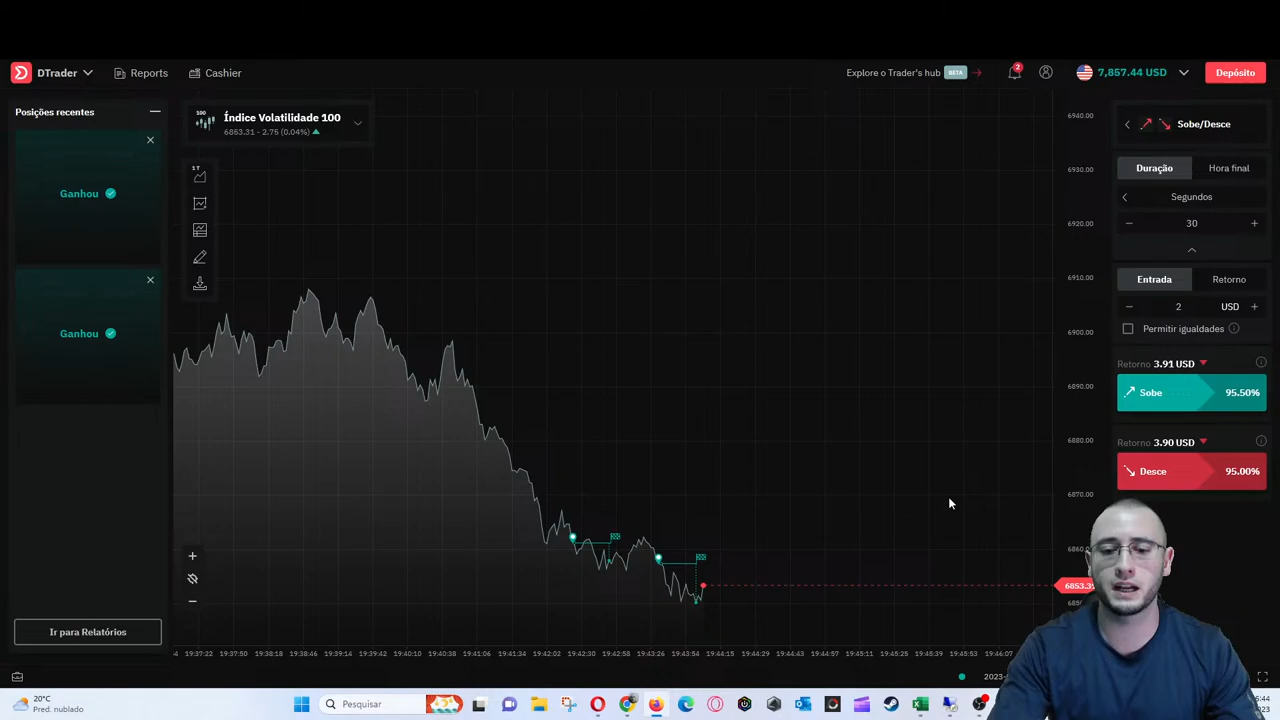 DTrader
Reports
Cashier
Explore o Trader's hub
BETA
2
7,857.44 USD
Depósito
Posições recentes
Ganhou
Ganhou
Ir para Relatórios
100
Índice Volatilidade 100
6853.31 - 2.75 (0.04%)
1T
6940.00
6930.00
6920.00
6910.00
6900.00
6890.00
6880.00
6870.00
19:37:22
19:37:50
19:38:18
19:38:46
19:39:14
19:39:42
19:40:10
19:40:38
19:41:06
19:41:34
19:42:02
19:42:30
19:42:58
19:43:26
19:43:54
19:44:15
19:44:29
19:44:43
19:44:57
19:45:11
19:45:25
19:45:39
19:45:53
19:46:07
Sobe/Desce
Duração
Hora final
Segundos
30
Entrada
Retorno
2
USD
Permitir igualdades
Retorno 3.91 USD
Sobe
95.50%
Retorno 3.90 USD
Desce
95.00%
20°C
Pred. nublado
Pesquisar